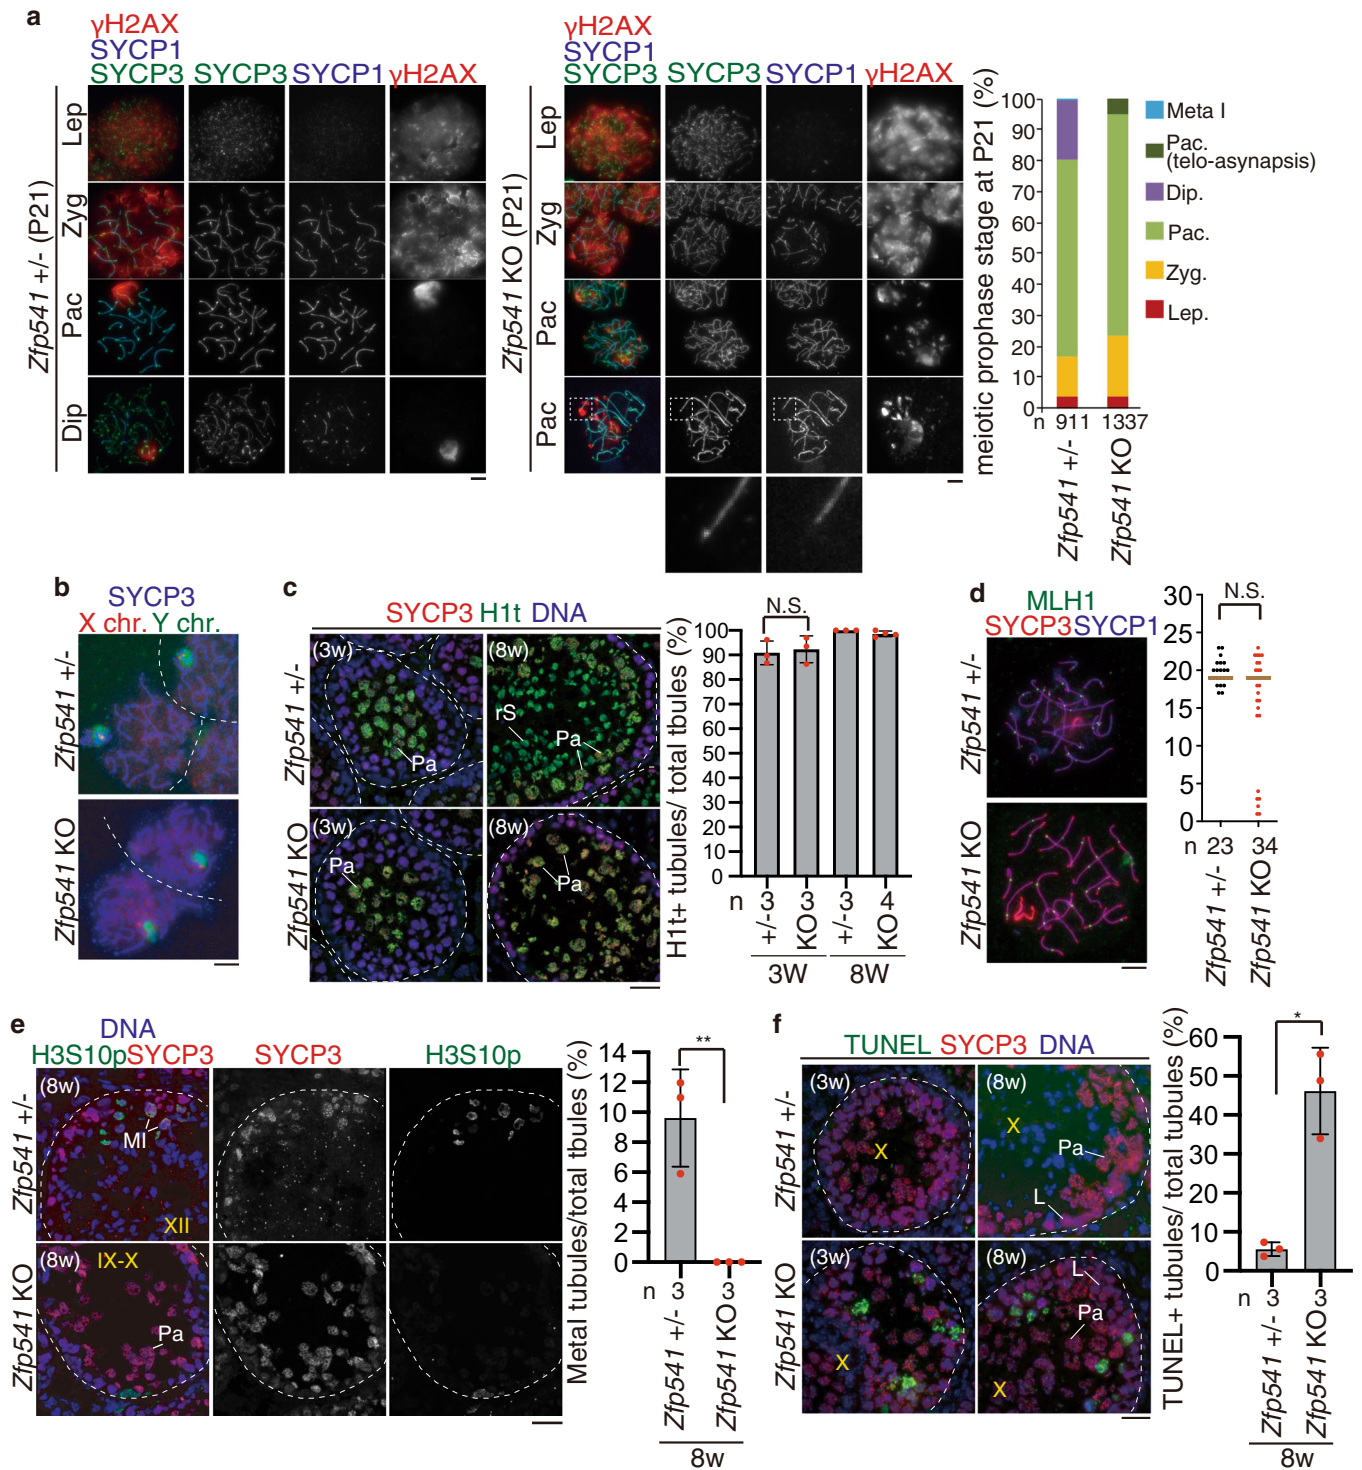 a
γH2AX
SYCP1
SYCP3 SYCP3 SYCP1 γH2AX
Zfp541 +/- (P21)
Lep
Zyg
Pac
Dip
γH2AX
SYCP1
SYCP3 SYCP3 SYCP1 γH2AX
Zfp541 KO (P21)
Lep
Zyg
Pac
Pac
meiotic prophase stage at P21 (%)
100
90
80
70
60
50
40
30
20
10
0
n 911 1337
Zfp541 +/-
Zfp541 KO
Meta I
Pac.
(telo-asynapsis)
Dip.
Pac.
Zyg.
Lep.
b
SYCP3
X chr. Y chr.
Zfp541 +/-
Zfp541 KO
c
SYCP3 H1t DNA
Zfp541 +/-
(3w)
Pa
(8w)
rS
Pa
Zfp541 KO
(3w)
Pa
(8w)
Pa
H1t+ tubules/ total tbules (%)
N.S.
100
90
80
70
60
50
40
30
20
10
0
n 3 3 3 4
+/- KO +/- KO
3W 8W
d
MLH1
SYCP3 SYCP1
Zfp541 +/-
Zfp541 KO
N.S.
30
25
20
15
10
5
0
n 23 34
Zfp541 +/-
Zfp541 KO
e
DNA
H3S10p SYCP3 SYCP3 H3S10p
Zfp541 +/-
(8w)
MI
XII
Zfp541 KO
(8w) IX-X
Pa
Metal tubules/total tbules (%)
**
14
12
10
8
6
4
2
0
n 3 3
Zfp541 +/-
Zfp541 KO
8w
f
TUNEL SYCP3 DNA
Zfp541 +/-
(3w)
X
(8w)
X
Pa
L
Zfp541 KO
(3w)
X
(8w)
L
Pa
X
TUNEL+ tubules/ total tubules (%)
*
60
50
40
30
20
10
0
n 3 3
Zfp541 +/-
Zfp541 KO
8w